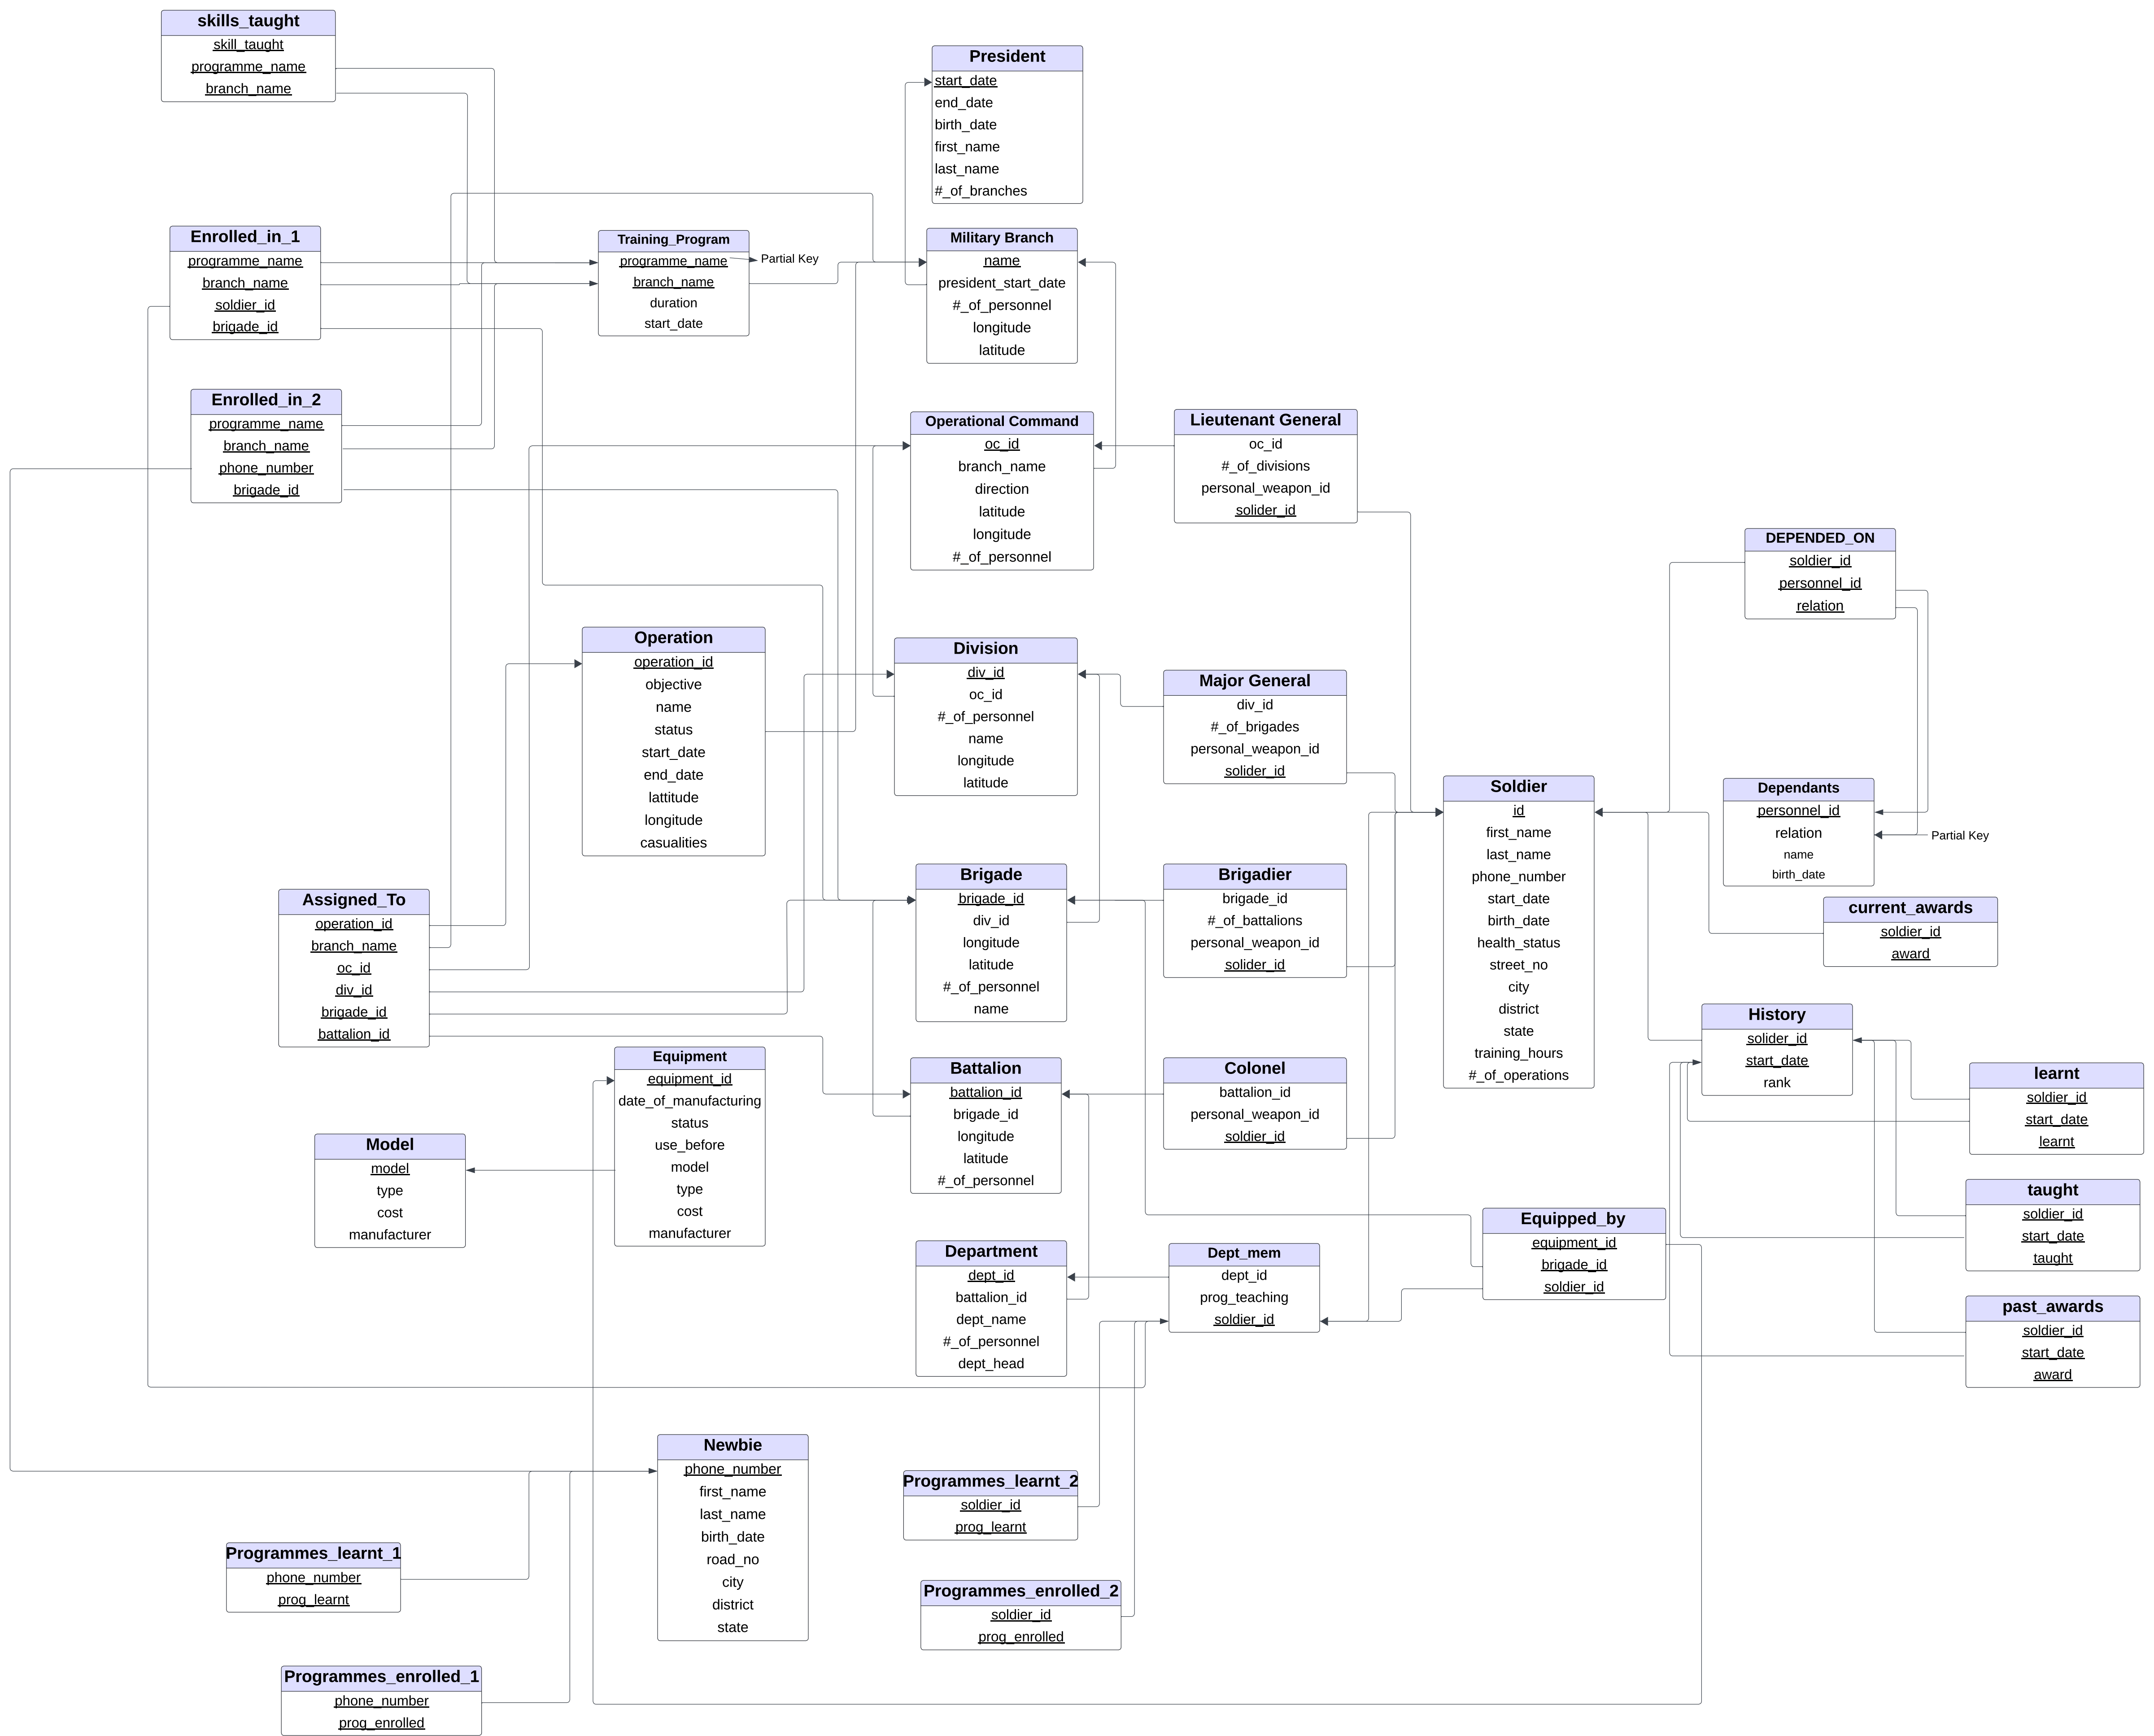 skills_taught
skill_taught
programme_name
branch_name
President
start_date
end_date
birth_date
first_name
last_name
#_of_branches
Enrolled_in_1
programme_name
branch_name
soldier_id
brigade_id
Training_Program
programme_name
branch_name
duration
start_date
Partial Key
Military Branch
name
president_start_date
#_of_personnel
longitude
latitude
Enrolled_in_2
programme_name
branch_name
phone_number
brigade_id
Operational Command
oc_id
branch_name
direction
latitude
longitude
#_of_personnel
Lieutenant General
oc_id
#_of_divisions
personal_weapon_id
solider_id
DEPENDED_ON
soldier_id
personnel_id
relation
Operation
operation_id
objective
name
status
start_date
end_date
lattitude
longitude
casualities
Division
div_id
oc_id
#_of_personnel
name
longitude
latitude
Major General
div_id
#_of_brigades
personal_weapon_id
solider_id
Soldier
id
first_name
last_name
phone_number
start_date
birth_date
health_status
street_no
city
district
state
training_hours
#_of_operations
Dependants
personnel_id
relation
name
birth_date
Partial Key
Assigned_To
operation_id
branch_name
oc_id
div_id
brigade_id
battalion_id
Brigade
brigade_id
div_id
longitude
latitude
#_of_personnel
name
Brigadier
brigade_id
#_of_battalions
personal_weapon_id
solider_id
current_awards
soldier_id
award
History
solider_id
start_date
rank
Equipment
equipment_id
date_of_manufacturing
status
use_before
model
type
cost
manufacturer
Battalion
battalion_id
brigade_id
longitude
latitude
#_of_personnel
Colonel
battalion_id
personal_weapon_id
soldier_id
learnt
soldier_id
start_date
learnt
Model
model
type
cost
manufacturer
taught
soldier_id
start_date
taught
Equipped_by
equipment_id
brigade_id
soldier_id
Department
dept_id
battalion_id
dept_name
#_of_personnel
dept_head
Dept_mem
dept_id
prog_teaching
soldier_id
past_awards
soldier_id
start_date
award
Newbie
phone_number
first_name
last_name
birth_date
road_no
city
district
state
Programmes_learnt_2
soldier_id
prog_learnt
Programmes_learnt_1
phone_number
prog_learnt
Programmes_enrolled_2
soldier_id
prog_enrolled
Programmes_enrolled_1
phone_number
prog_enrolled